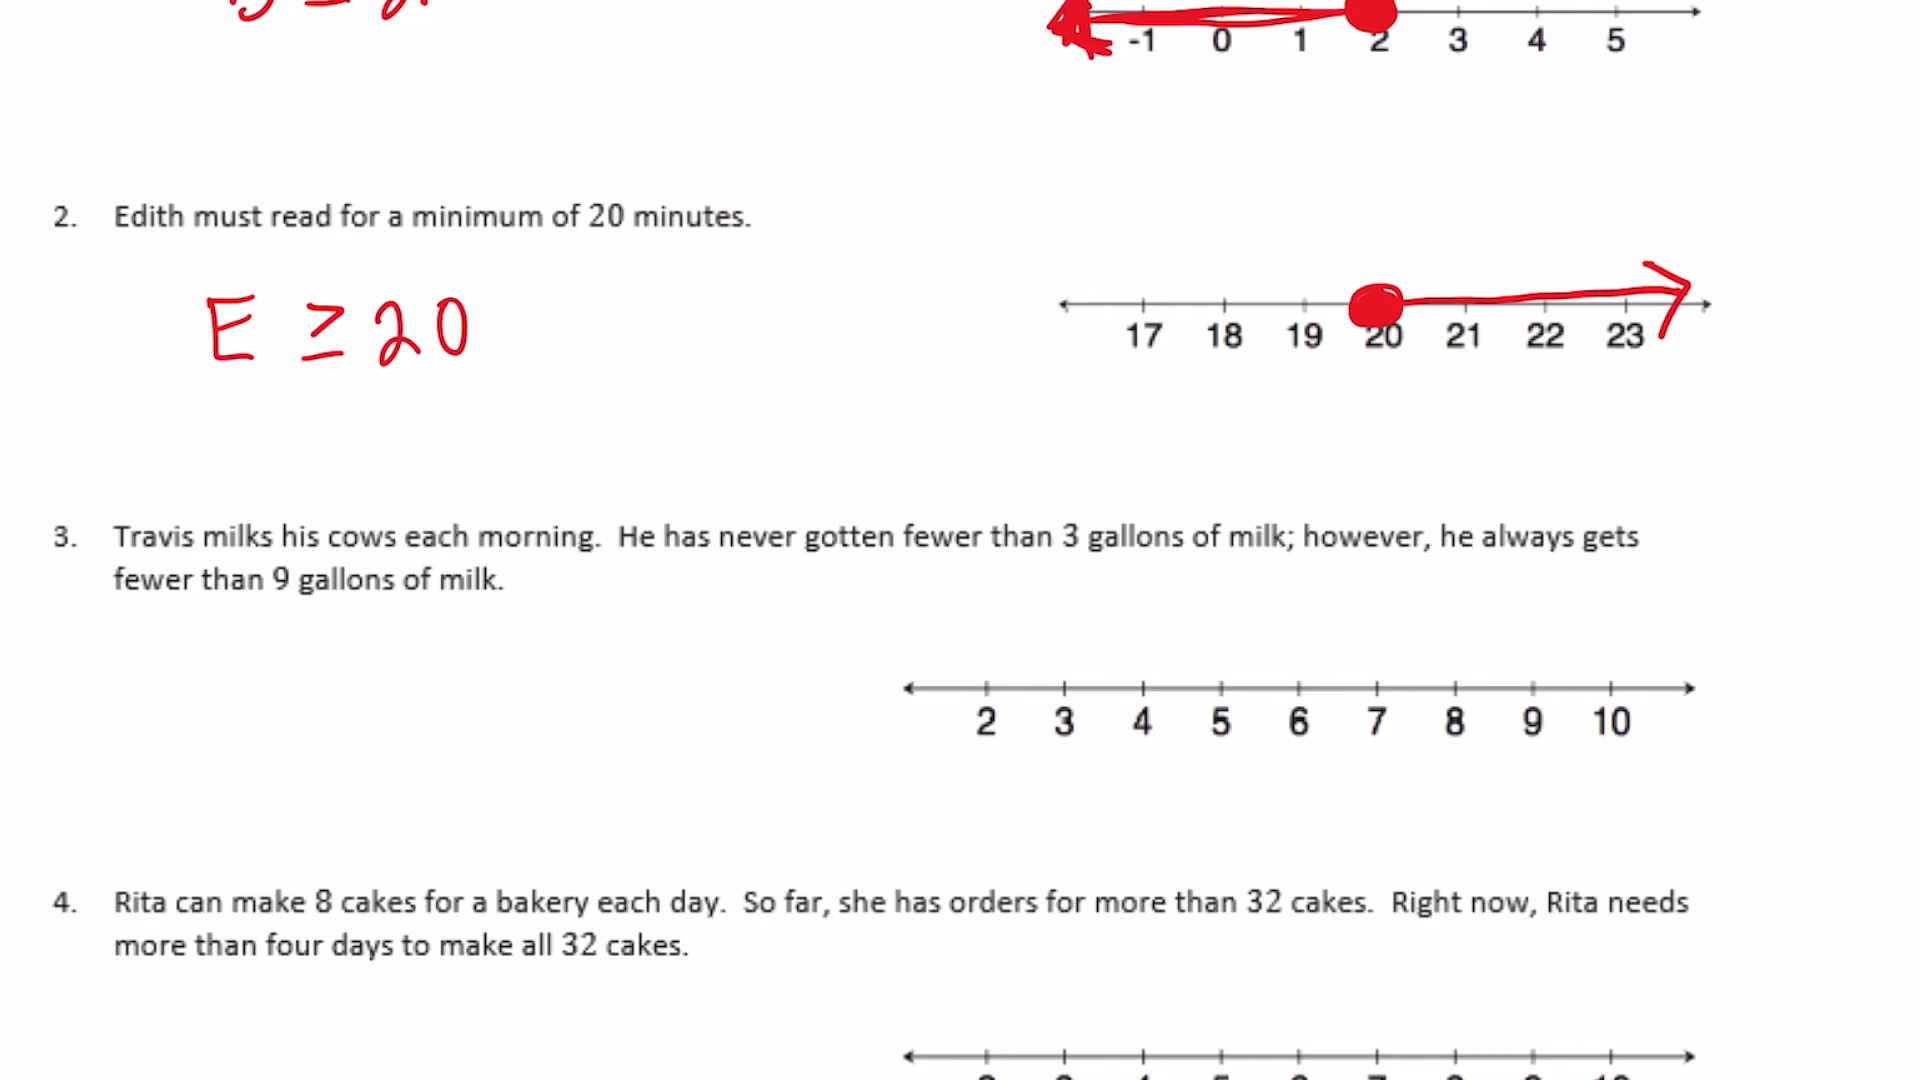 -1 0 1 2 3 4 5
2. Edith must read for a minimum of 20 minutes.
E ≥ 20
17 18 19 20 21 22 23
3. Travis milks his cows each morning. He has never gotten fewer than 3 gallons of milk; however, he always gets
fewer than 9 gallons of milk.
2 3 4 5 6 7 8 9 10
4. Rita can make 8 cakes for a bakery each day. So far, she has orders for more than 32 cakes. Right now, Rita needs
more than four days to make all 32 cakes.